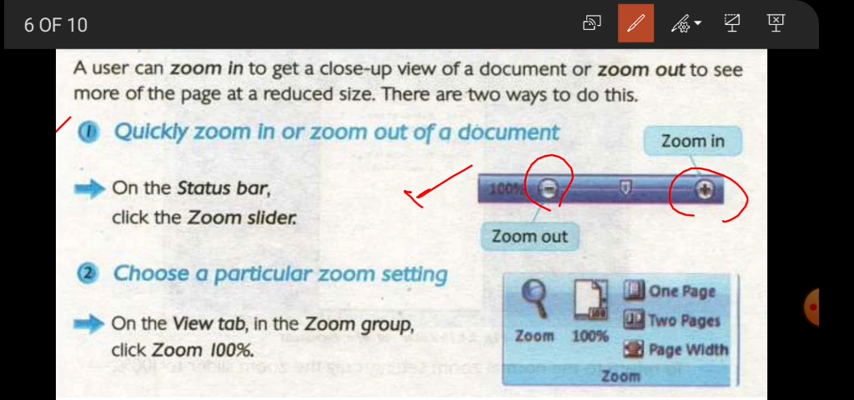 6 OF 10
A user can zoom in to get a close-up view of a document or zoom out to see
more of the page at a reduced size. There are two ways to do this.
1 Quickly zoom in or zoom out of a document
Zoom in
On the Status bar,
click the Zoom slider.
100%
Zoom out
2 Choose a particular zoom setting
On the View tab, in the Zoom group,
click Zoom 100%.
Zoom
100%
One Page
Two Pages
Page Width
Zoom